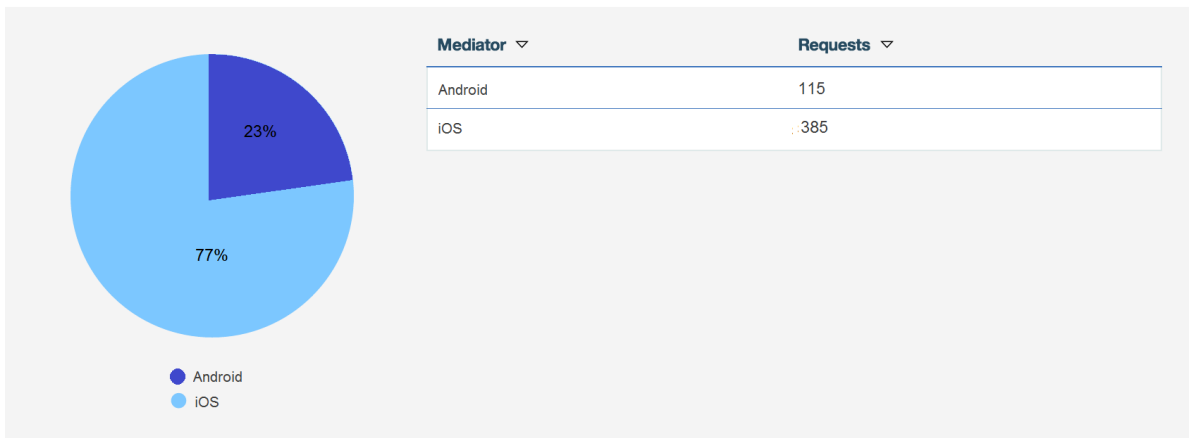 Mediator ▽ Requests ▽
Android 115
iOS 385
23%
77%
Android
iOS